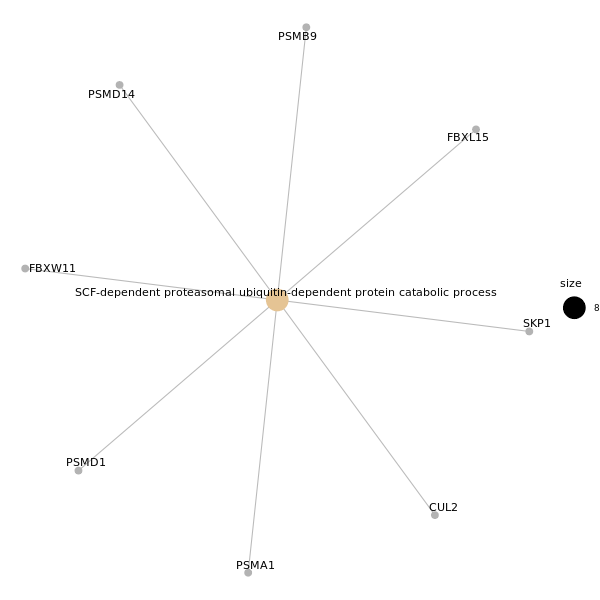 PSMB9
PSMD14
FBXL15
FBXW11
size
SCF-dependent proteasomal ubiquitin-dependent protein catabolic process
8
SKP1
PSMD1
CUL2
PSMA1